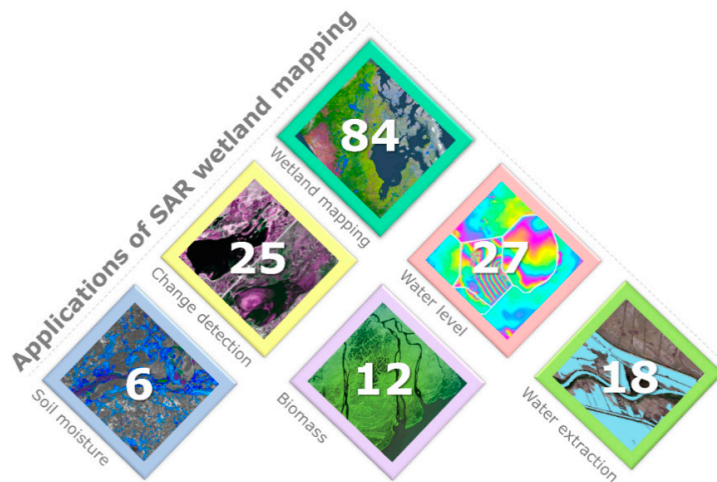 Applications of SAR wetland mapping
84
Wetland mapping
25
Change detection
27
Water level
6
Soil moisture
12
Biomass
18
Water extraction